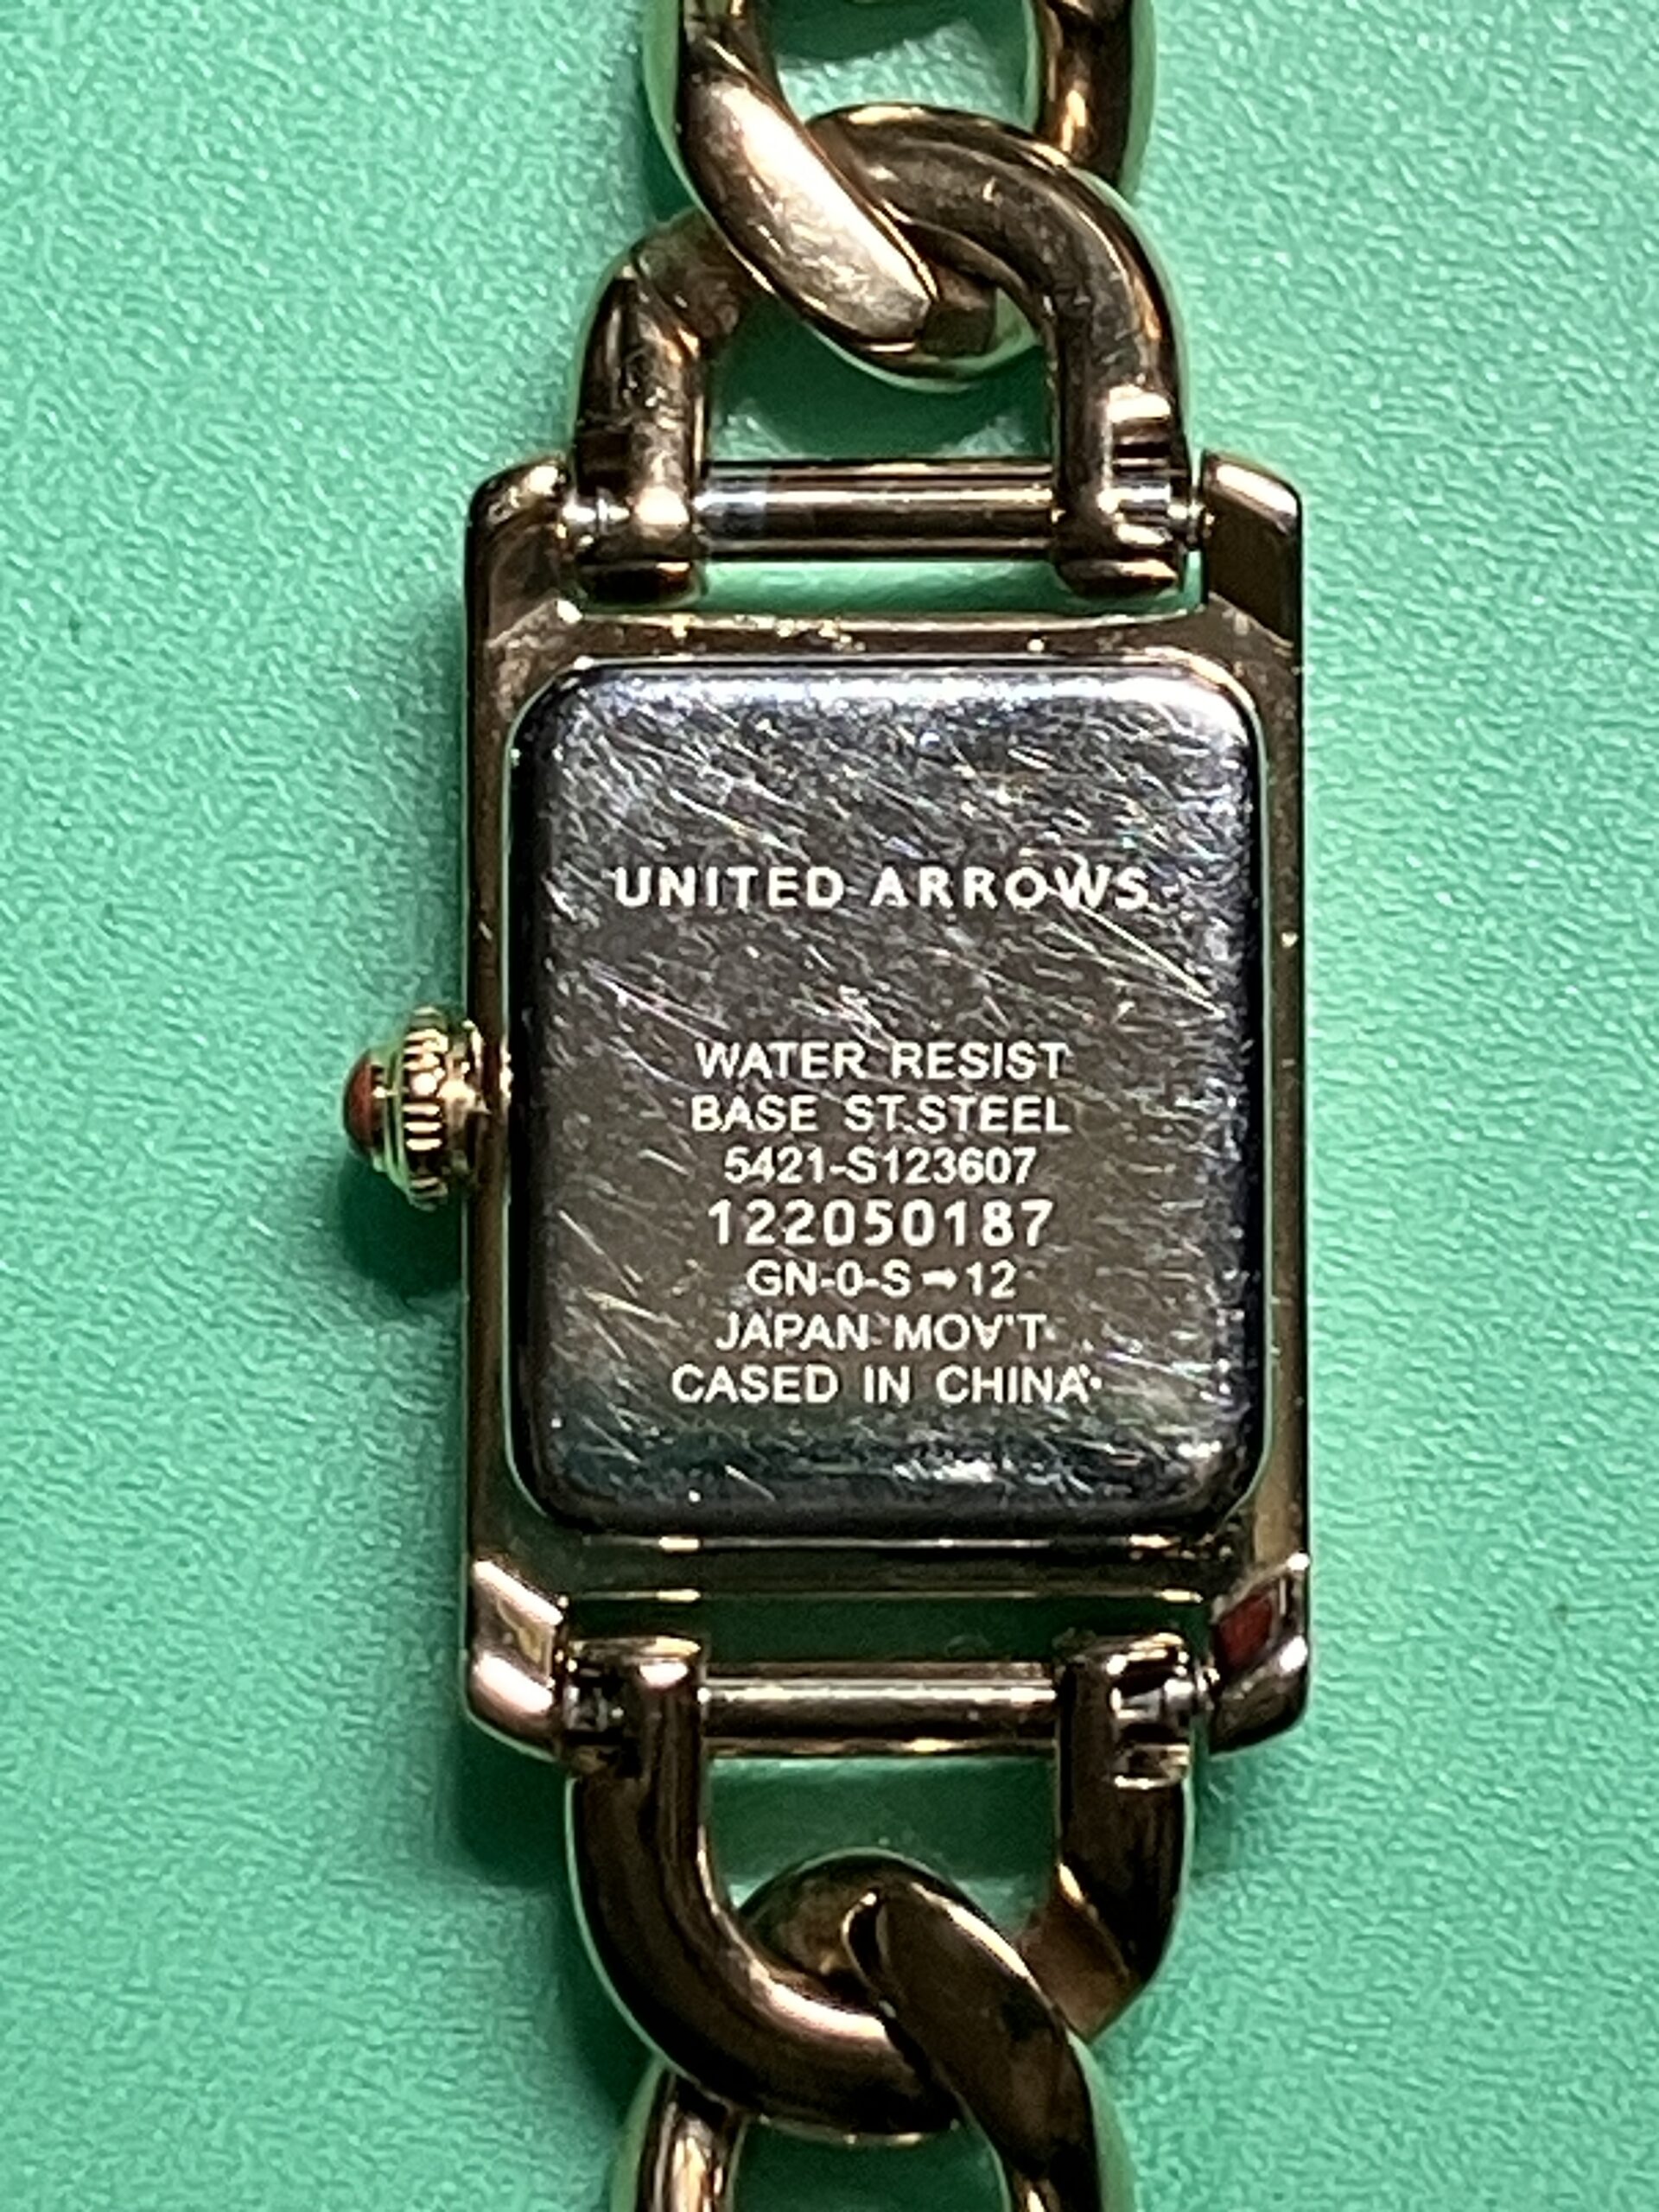 UNITED ARROWS
WATER RESIST
BASE ST.STEEL
5421-S123607
122050187
GN-0-S➡12
JAPAN MOV'T
CASED IN CHINA